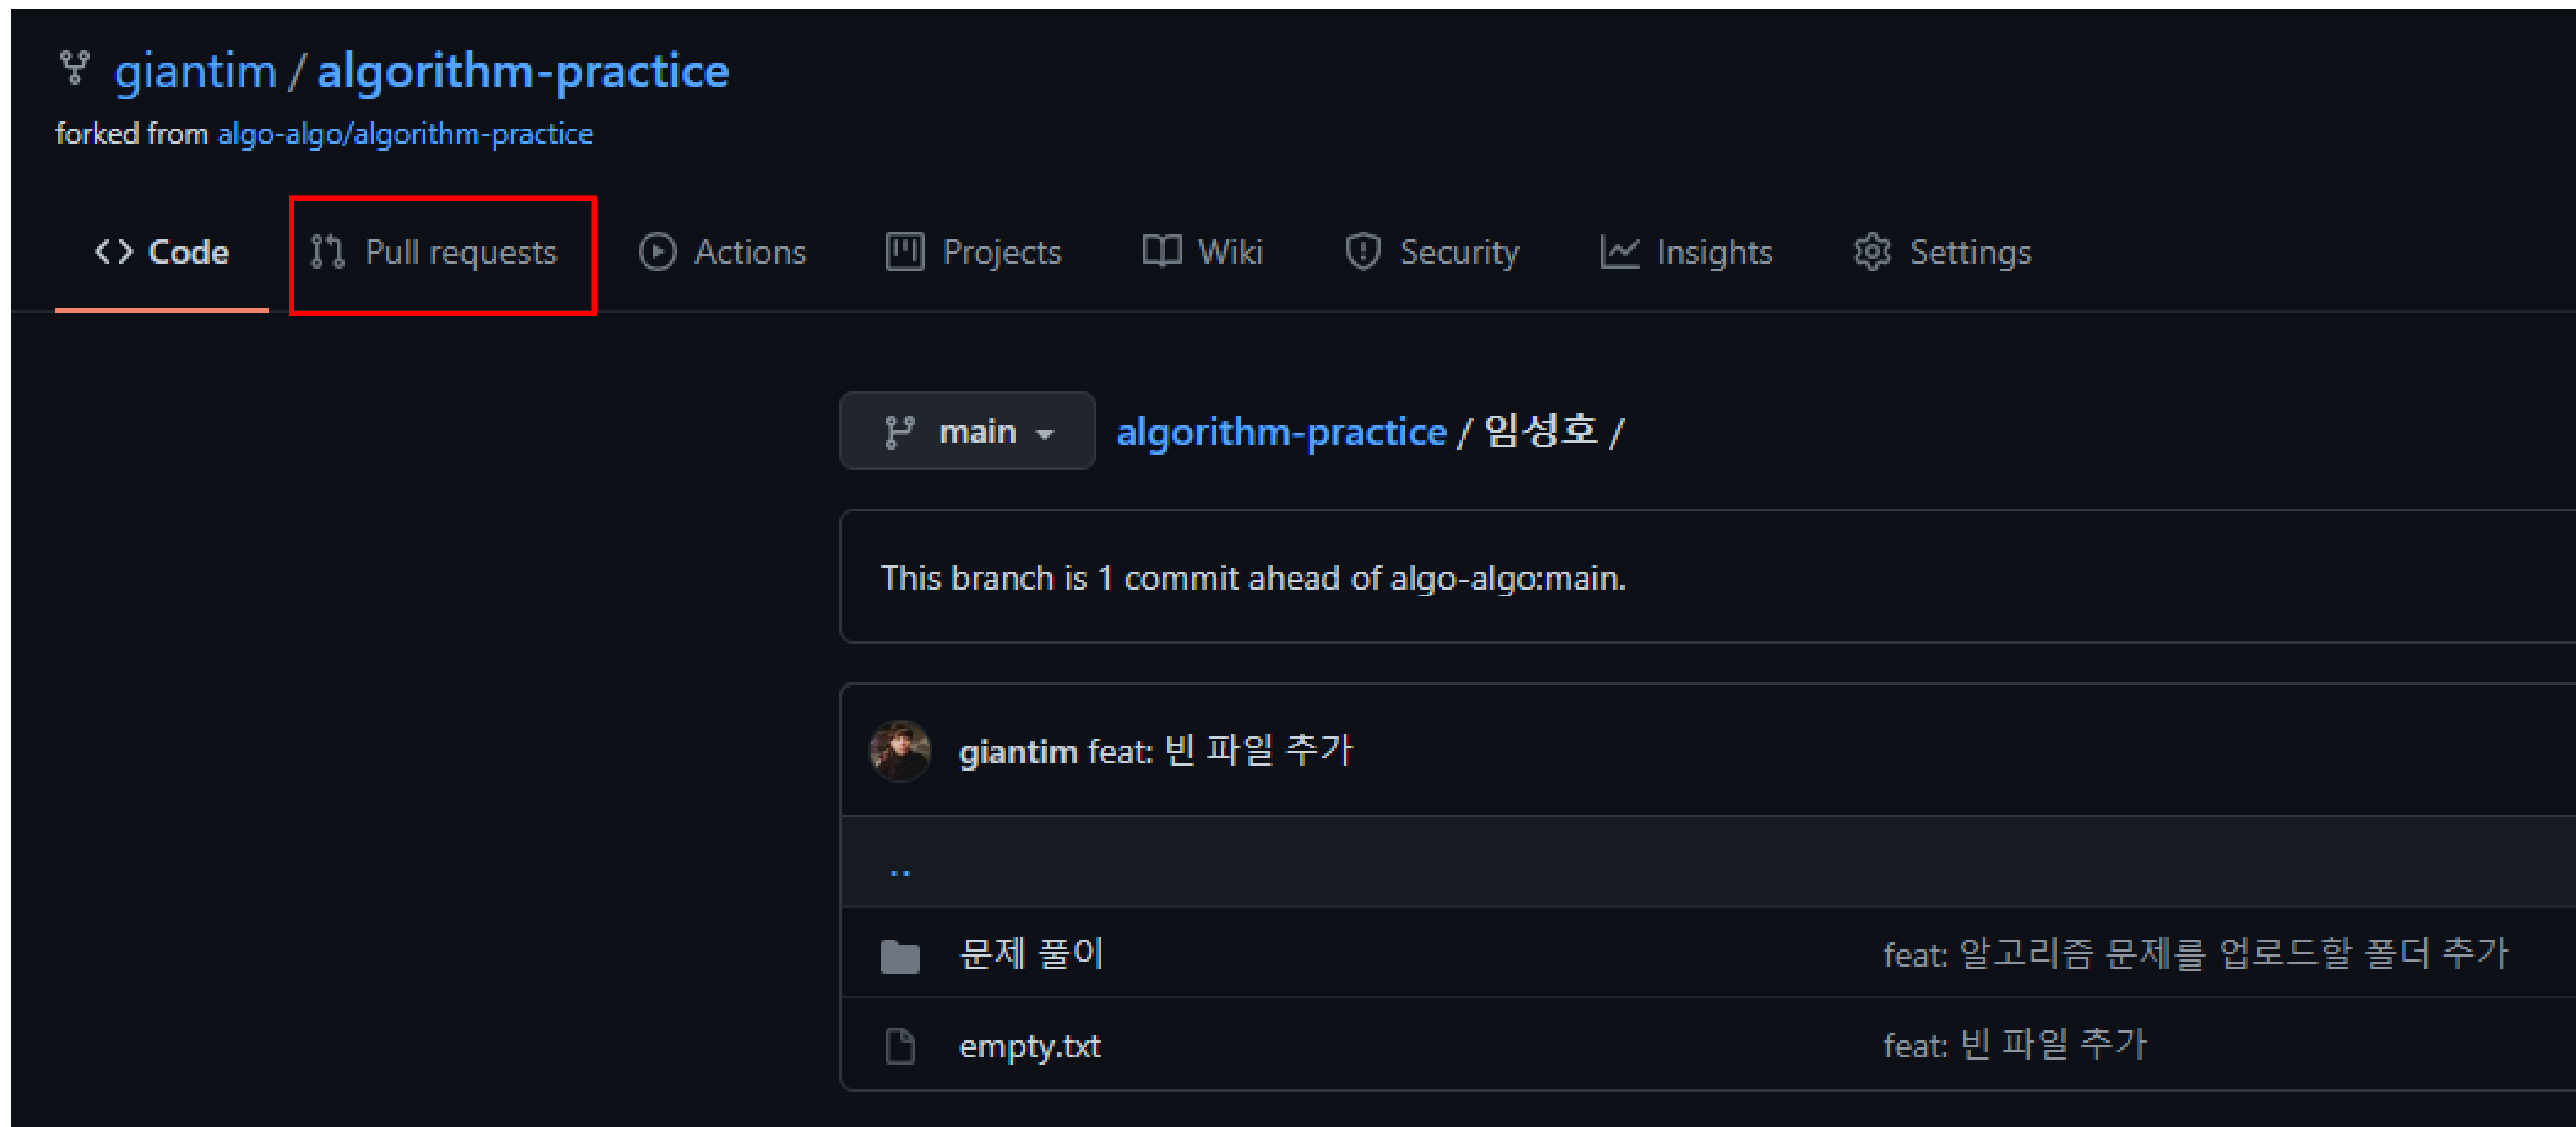 giantim / algorithm-practice
forked from algo-algo/algorithm-practice
Code Pull requests Actions Projects Wiki Security Insights Settings
main algorithm-practice / 임성호 /
This branch is 1 commit ahead of algo-algo:main.
giantim feat: 빈 파일 추가
..
문제 풀이 feat: 알고리즘 문제를 업로드할 폴더 추가
empty.txt feat: 빈 파일 추가